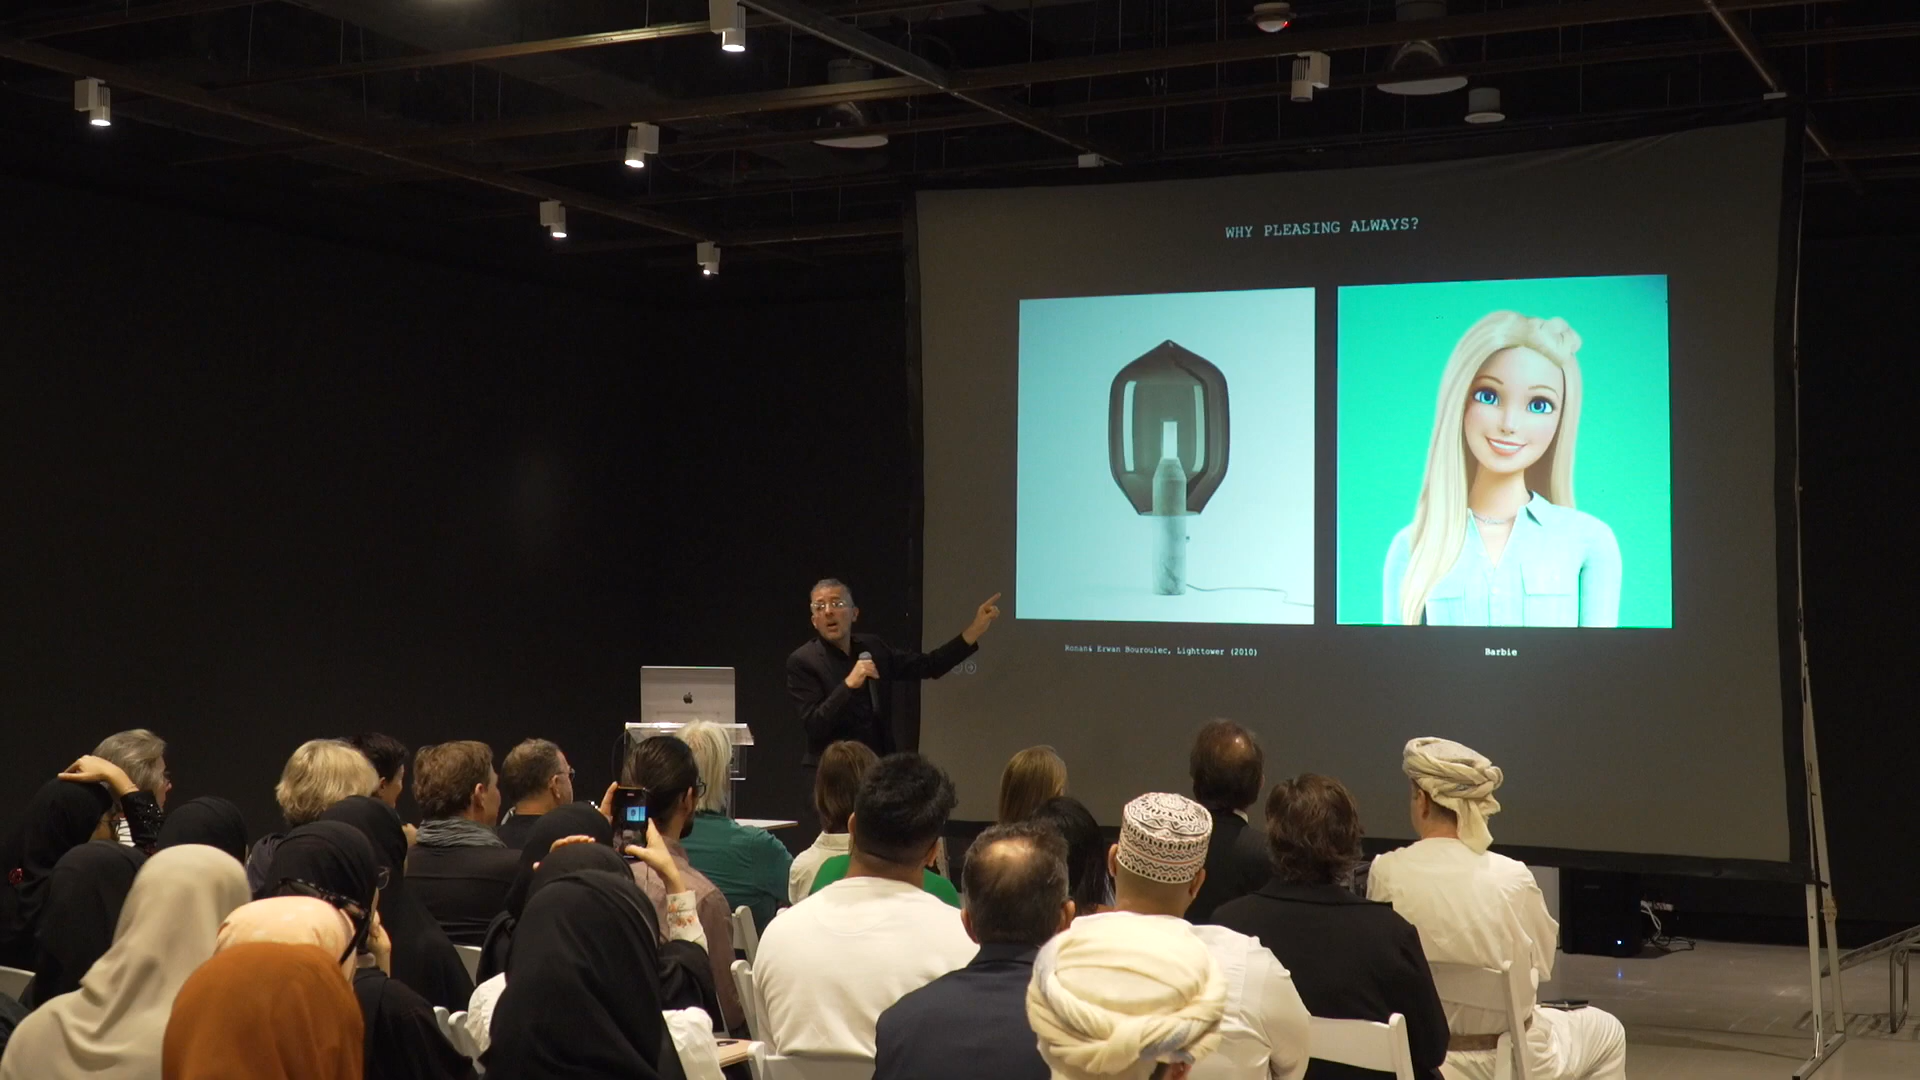 WHY PLEASING ALWAYS?
Ronan& Erwan Bouroulec, Lighttower (2010)
Barbie